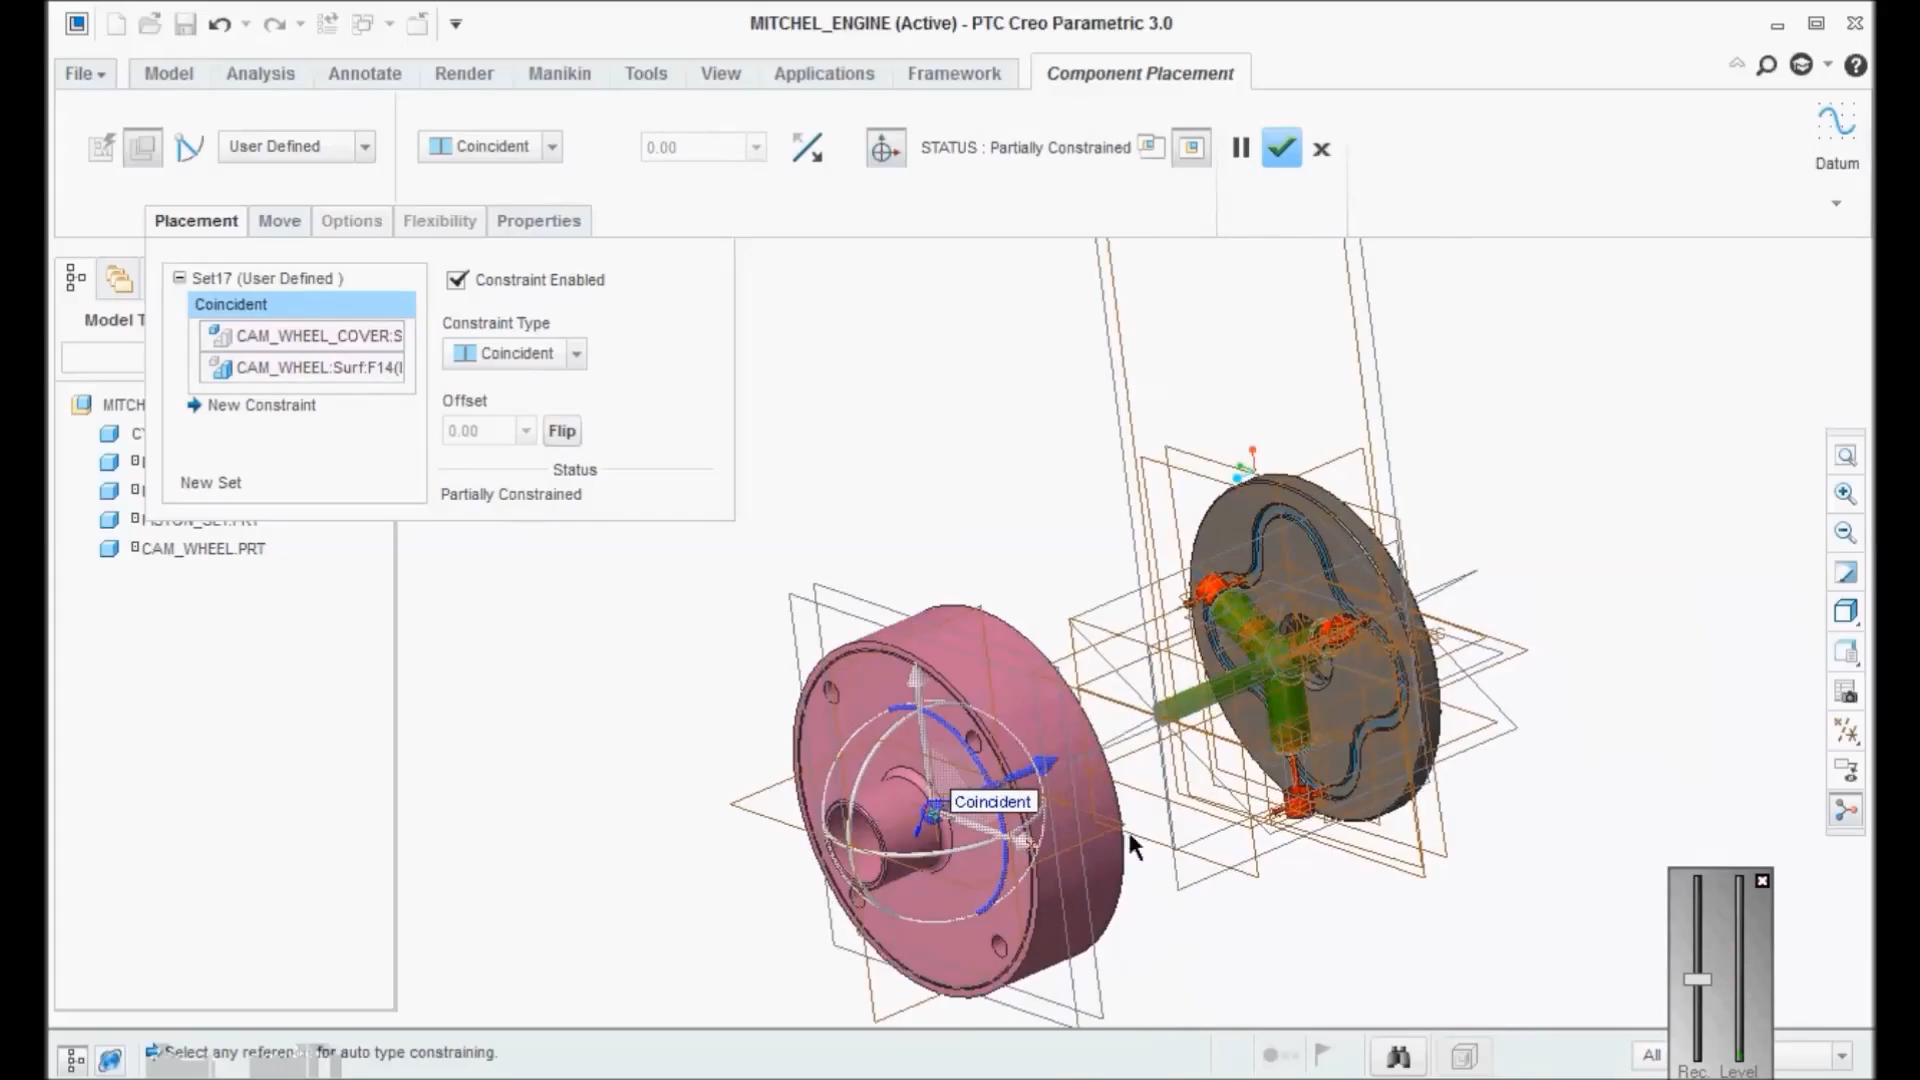 MITCHEL_ENGINE (Active) - PTC Creo Parametric 3.0
File Model Analysis Annotate Render Manikin Tools View Applications Framework Component Placement
User Defined Coincident 0.00 STATUS : Partially Constrained
Datum
Placement Move Options Flexibility Properties
Set17 (User Defined )
Coincident
CAM_WHEEL_COVER:S
CAM_WHEEL:Surf:F14(
New Constraint
New Set
Constraint Enabled
Constraint Type
Coincident
Offset
0.00 Flip
Status
Partially Constrained
Model T
MITCH
CAM_WHEEL.PRT
Coincident
Select any for auto type constraining.
All
Rec. Level